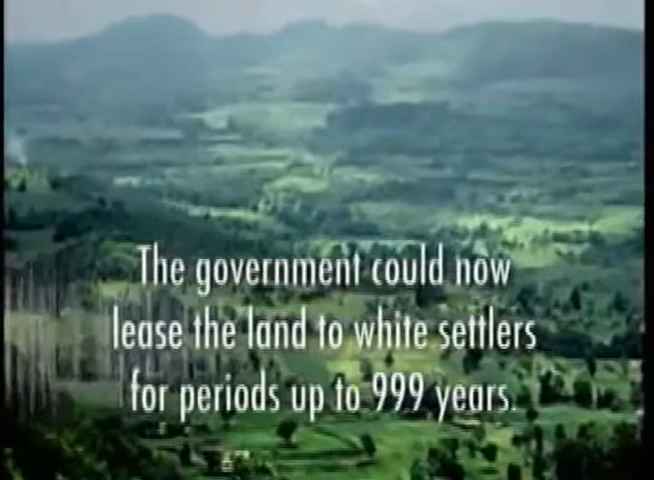 The government could now
lease the land to white settlers
for periods up to 999 years.